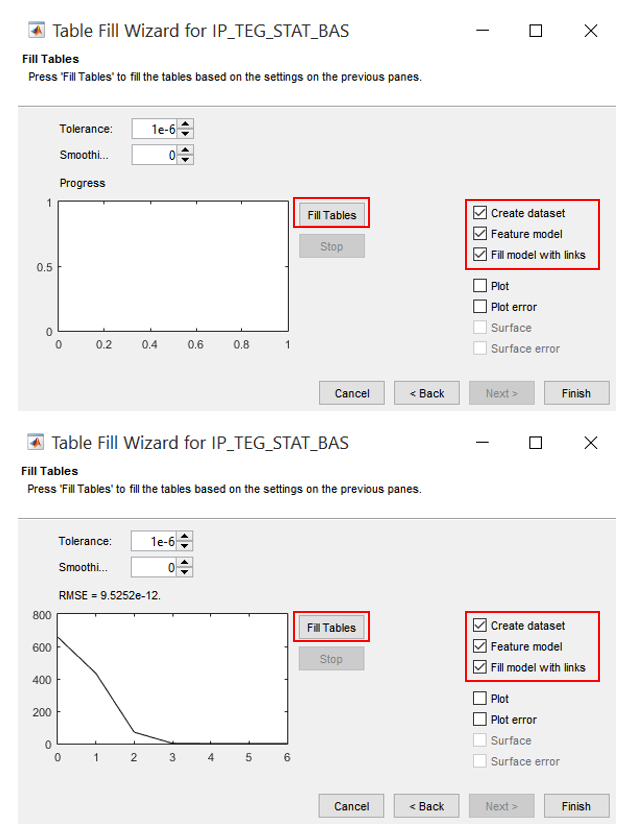 Table Fill Wizard for IP_TEG_STAT_BAS
Fill Tables
Press 'Fill Tables' to fill the tables based on the settings on the previous panes.
Tolerance: 1e-6
Smoothi... 0
Progress
1
0.5
0
0 0.2 0.4 0.6 0.8 1
Fill Tables
Stop
Create dataset
Feature model
Fill model with links
Plot
Plot error
Surface
Surface error
Cancel < Back Next > Finish
Table Fill Wizard for IP_TEG_STAT_BAS
Fill Tables
Press 'Fill Tables' to fill the tables based on the settings on the previous panes.
Tolerance: 1e-6
Smoothi... 0
RMSE = 9.5252e-12.
800
600
400
200
0
0 1 2 3 4 5 6
Fill Tables
Stop
Create dataset
Feature model
Fill model with links
Plot
Plot error
Surface
Surface error
Cancel < Back Next > Finish